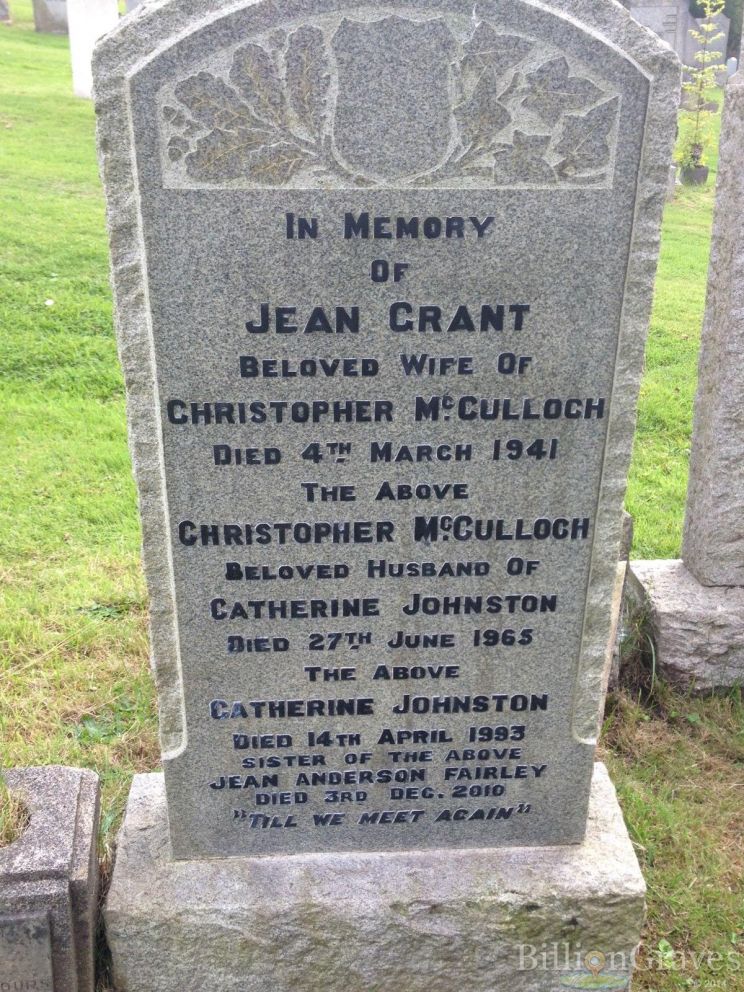 IN MEMORY
OF
JEAN GRANT
BELOVED WIFE OF
CHRISTOPHER McCULLOCH
DIED 4TH MARCH 1941
THE ABOVE
CHRISTOPHER McCULLOCH
BELOVED HUSBAND OF
CATHERINE JOHNSTON
DIED 27TH JUNE 1965
THE ABOVE
CATHERINE JOHNSTON
DIED 14TH APRIL 1993
SISTER OF THE ABOVE
JEAN ANDERSON FAIRLEY
DIED 3RD DEC. 2010
"TILL WE MEET AGAIN"
BillionGraves
© 2014